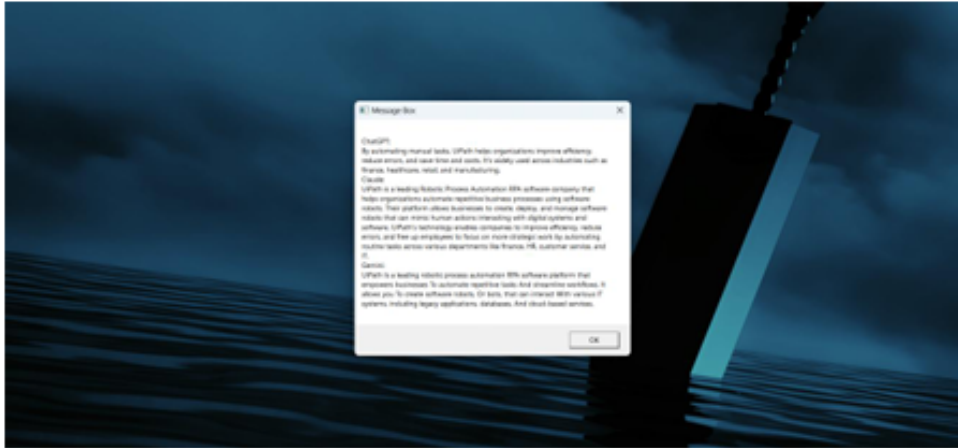 Message Box
ChatGPT:
By automating manual tasks, UiPath helps organizations improve efficiency,
reduce errors, and save time and costs. It's widely used across industries such as
finance, healthcare, retail, and manufacturing.
Claude:
UiPath is a leading Robotic Process Automation RPA software company that
helps organizations automate repetitive business processes using software
robots. Their platform allows businesses to create, deploy, and manage software
robots that can mimic human actions interacting with digital systems and
software. UiPath's technology enables companies to improve efficiency, reduce
errors, and free up employees to focus on more strategic work by automating
routine tasks across various departments like finance, HR, customer service, and
IT.
Gemini:
UiPath is a leading robotic process automation RPA software platform that
empowers businesses To automate repetitive tasks And streamline workflows. It
allows you To create software robots, Or bots, that can interact With various IT
systems, including legacy applications, databases, And cloud-based services.
OK